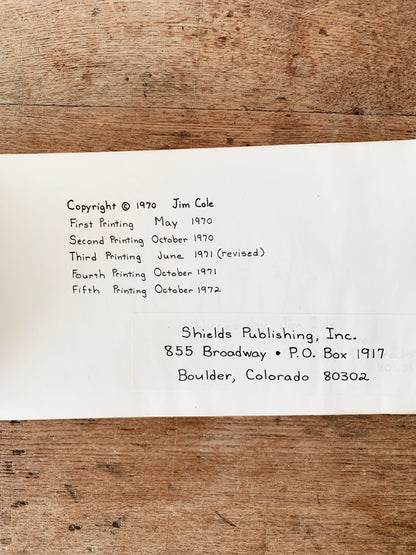 Copyright © 1970 Jim Cole
First Printing May 1970
Second Printing October 1970
Third Printing June 1971 (revised)
Fourth Printing October 1971
Fifth Printing October 1972
Shields Publishing, Inc.
855 Broadway • P.O. Box 1917
Boulder, Colorado 80302